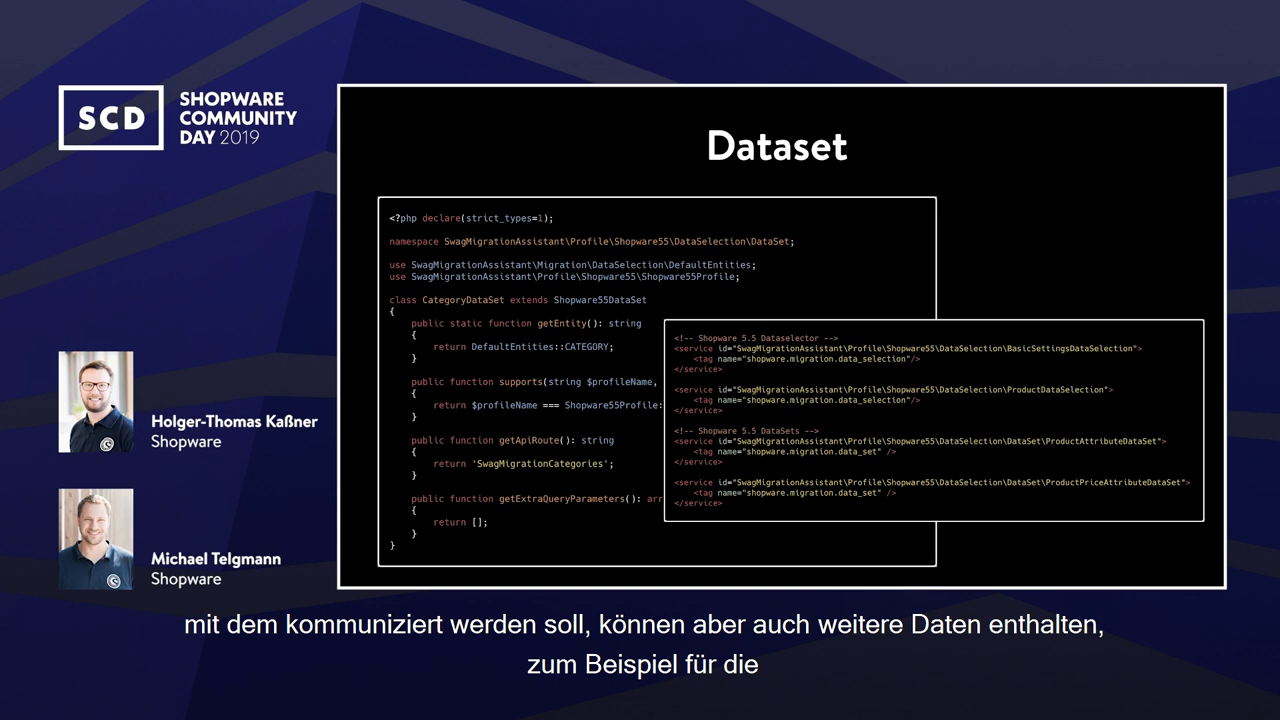 SCD
SHOPWARE
COMMUNITY
DAY 2019
Dataset
<?php declare(strict_types=1);
namespace SwagMigrationAssistant\Profile\Shopware55\DataSelection\DataSet;
use SwagMigrationAssistant\Migration\DataSelection\DefaultEntities;
use SwagMigrationAssistant\Profile\Shopware55\Shopware55Profile;
class CategoryDataSet extends Shopware55DataSet
{
public static function getEntity(): string
{
return DefaultEntities::CATEGORY;
}
public function supports(string $profileName,
{
return $profileName === Shopware55Profile:
}
public function getApiRoute(): string
{
return 'SwagMigrationCategories';
}
public function getExtraQueryParameters(): arr
{
return [];
}
}
<!-- Shopware 5.5 Dataselector -->
<service id="SwagMigrationAssistant\Profile\Shopware55\DataSelection\BasicSettingsDataSelection">
<tag name="shopware.migration.data_selection"/>
</service>
<service id="SwagMigrationAssistant\Profile\Shopware55\DataSelection\ProductDataSelection">
<tag name="shopware.migration.data_selection"/>
</service>
<!-- Shopware 5.5 DataSets -->
<service id="SwagMigrationAssistant\Profile\Shopware55\DataSelection\DataSet\ProductAttributeDataSet">
<tag name="shopware.migration.data_set" />
</service>
<service id="SwagMigrationAssistant\Profile\Shopware55\DataSelection\DataSet\ProductPriceAttributeDataSet">
<tag name="shopware.migration.data_set" />
</service>
Holger-Thomas Kaßner
Shopware
Michael Telgmann
Shopware
mit dem kommuniziert werden soll, können aber auch weitere Daten enthalten,
zum Beispiel für die